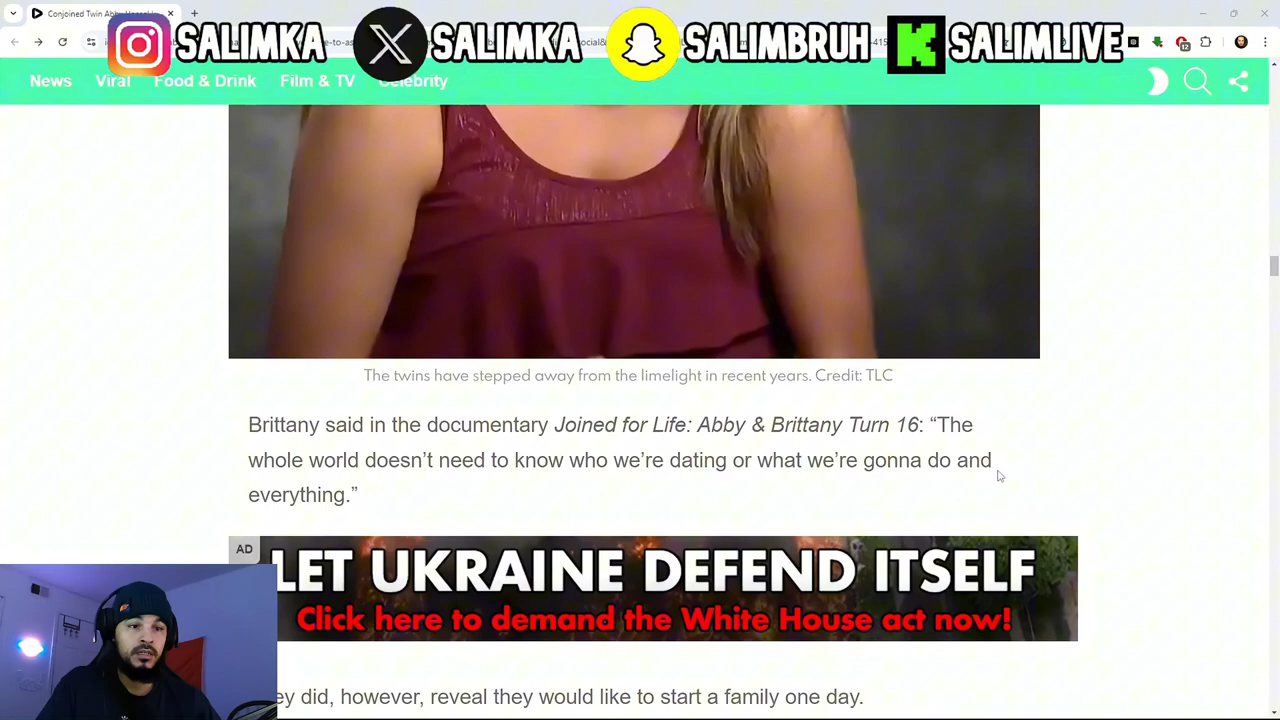 Conjoined Twin Abby Hensel
SALIMKA SALIMKA SALIMBRUH SALIMLIVE
News Viral Food & Drink Film & TV Celebrity
The twins have stepped away from the limelight in recent years. Credit: TLC
Brittany said in the documentary Joined for Life: Abby & Brittany Turn 16: “The
whole world doesn’t need to know who we’re dating or what we’re gonna do and
everything.”
AD
LET UKRAINE DEFEND ITSELF
Click here to demand the White House act now!
ey did, however, reveal they would like to start a family one day.